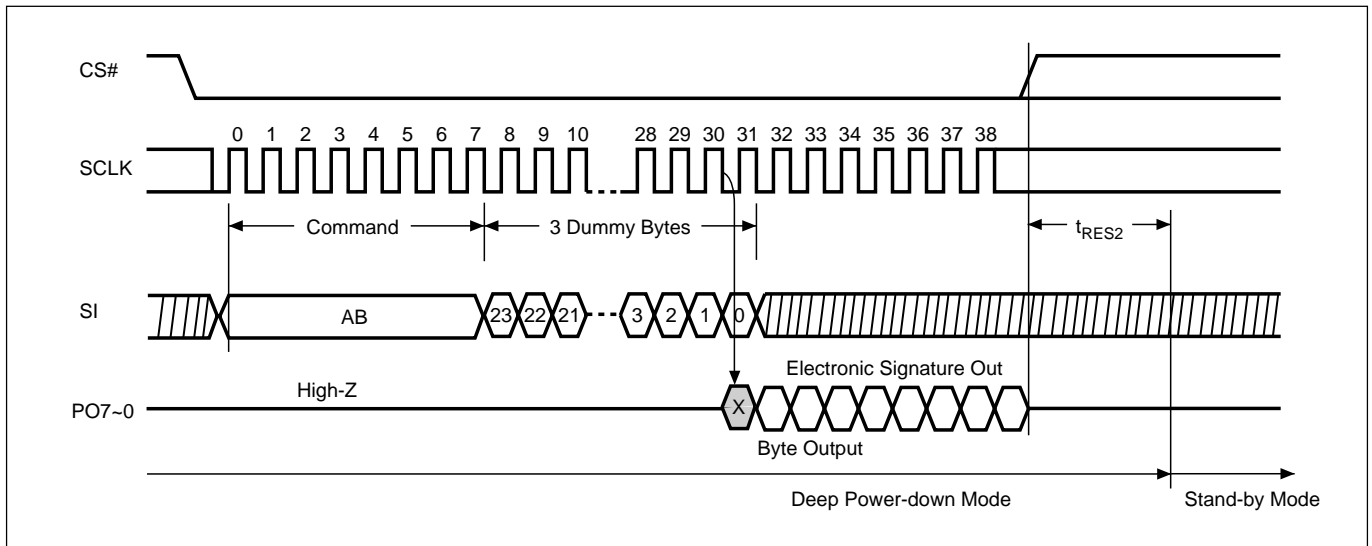 CS#
0 1 2 3 4 5 6 7 8 9 10 28 29 30 31 32 33 34 35 36 37 38
SCLK
Command 3 Dummy Bytes tRES2
SI AB 23 22 21 3 2 1 0
Electronic Signature Out
High-Z
PO7~0 X
Byte Output
Deep Power-down Mode Stand-by Mode